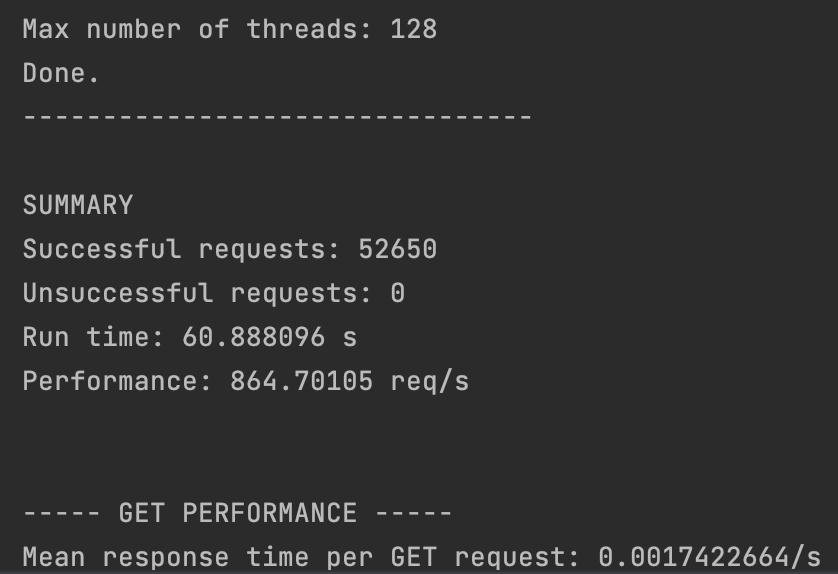 Max number of threads: 128
Done.
--------------------------------
SUMMARY
Successful requests: 52650
Unsuccessful requests: 0
Run time: 60.888096 s
Performance: 864.70105 req/s
----- GET PERFORMANCE -----
Mean response time per GET request: 0.0017422664/s